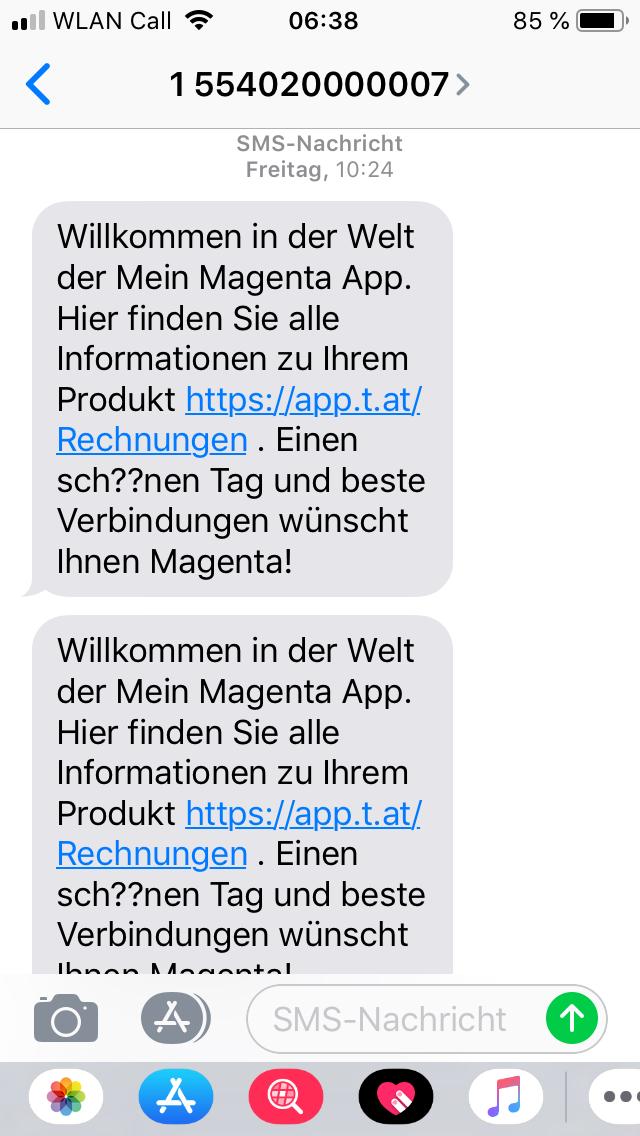 WLAN Call 06:38 85 %
1 554020000007
SMS-Nachricht
Freitag, 10:24
Willkommen in der Welt
der Mein Magenta App.
Hier finden Sie alle
Informationen zu Ihrem
Produkt https://app.t.at/
Rechnungen . Einen
sch??nen Tag und beste
Verbindungen wünscht
Ihnen Magenta!
Willkommen in der Welt
der Mein Magenta App.
Hier finden Sie alle
Informationen zu Ihrem
Produkt https://app.t.at/
Rechnungen . Einen
sch??nen Tag und beste
Verbindungen wünscht
Ihnen Magenta!
SMS-Nachricht